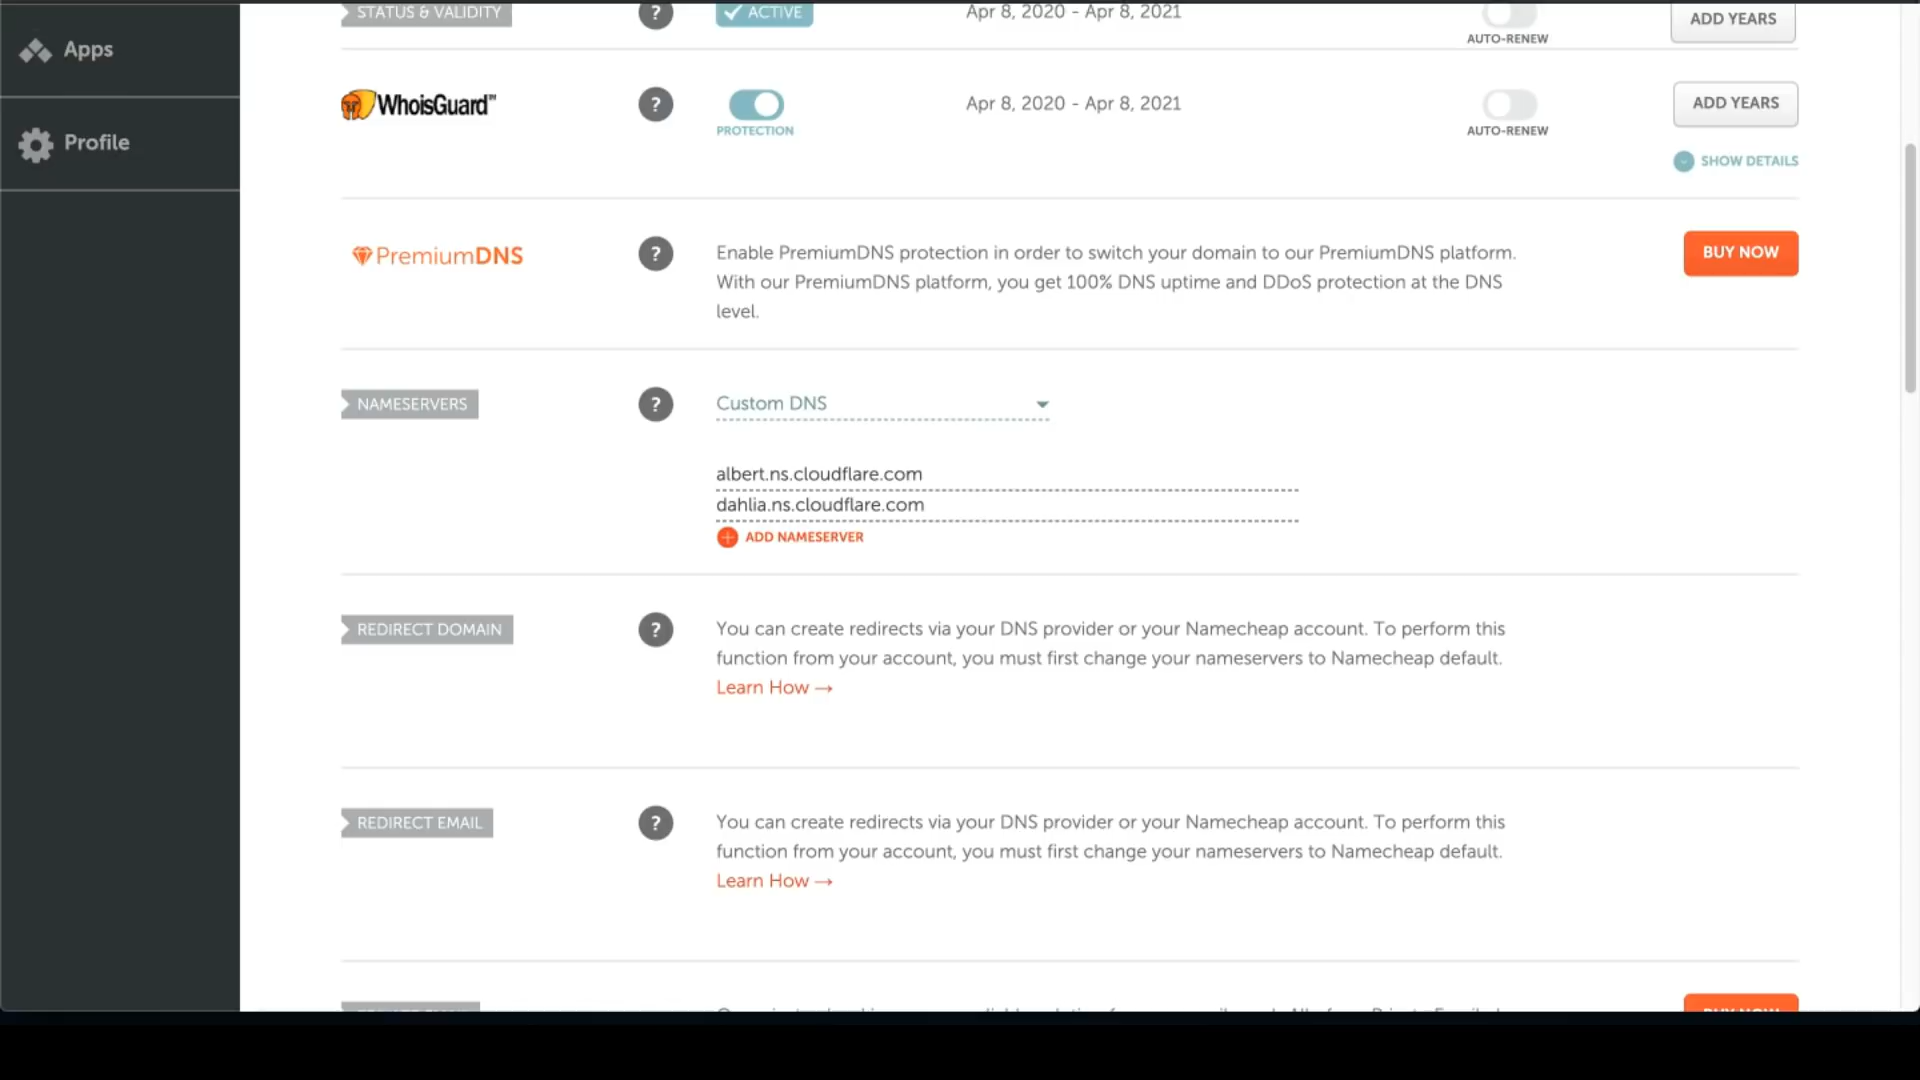 Apps
Profile
STATUS & VALIDITY
?
ACTIVE
Apr 8, 2020 - Apr 8, 2021
AUTO-RENEW
ADD YEARS
WhoisGuard™
?
PROTECTION
Apr 8, 2020 - Apr 8, 2021
AUTO-RENEW
ADD YEARS
SHOW DETAILS
PremiumDNS
?
Enable PremiumDNS protection in order to switch your domain to our PremiumDNS platform.
With our PremiumDNS platform, you get 100% DNS uptime and DDoS protection at the DNS
level.
BUY NOW
NAMESERVERS
?
Custom DNS
albert.ns.cloudflare.com
dahlia.ns.cloudflare.com
ADD NAMESERVER
REDIRECT DOMAIN
?
You can create redirects via your DNS provider or your Namecheap account. To perform this
function from your account, you must first change your nameservers to Namecheap default.
Learn How →
REDIRECT EMAIL
?
You can create redirects via your DNS provider or your Namecheap account. To perform this
function from your account, you must first change your nameservers to Namecheap default.
Learn How →
BUY NOW